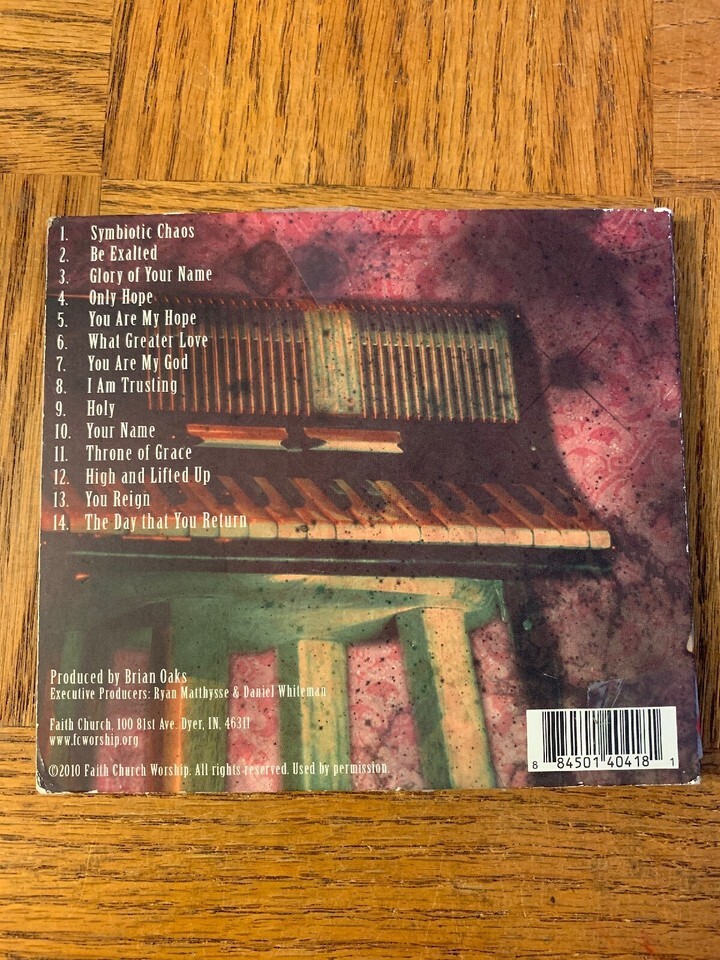 1. Symbiotic Chaos
2. Be Exalted
3. Glory of Your Name
4. Only Hope
5. You Are My Hope
6. What Greater Love
7. You Are My God
8. I Am Trusting
9. Holy
10. Your Name
11. Throne of Grace
12. High and Lifted Up
13. You Reign
14. The Day that You Return
Produced by Brian Oaks
Executive Producers: Ryan Matthysse & Daniel Whiteman
Faith Church, 100 81st Ave. Dyer, IN, 46311
www.fcworship.org
©2010 Faith Church Worship. All rights reserved. Used by permission.
8 84501 40418 1